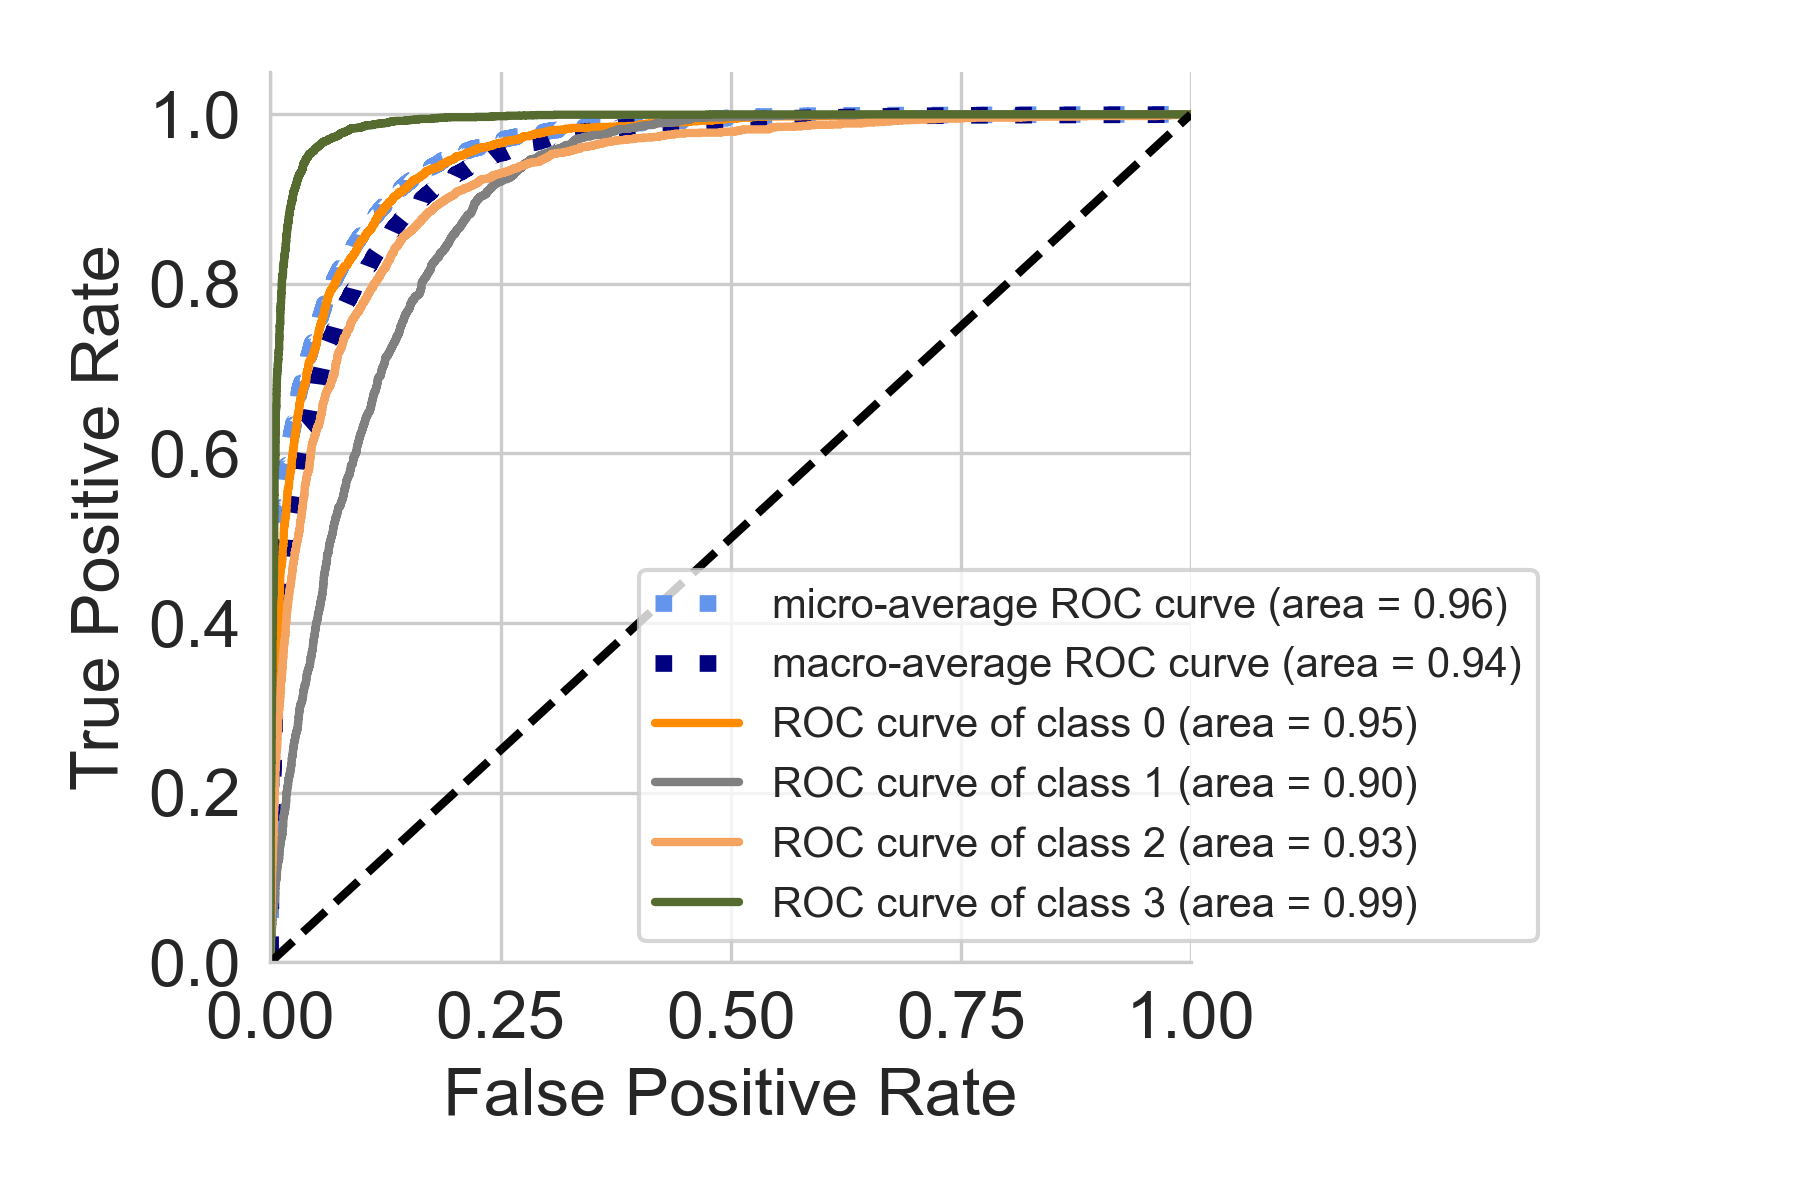 True Positive Rate
1.0
0.8
0.6
0.4
0.2
0.0
micro-average ROC curve (area = 0.96)
macro-average ROC curve (area = 0.94)
ROC curve of class 0 (area = 0.95)
ROC curve of class 1 (area = 0.90)
ROC curve of class 2 (area = 0.93)
ROC curve of class 3 (area = 0.99)
0.00 0.25 0.50 0.75 1.00
False Positive Rate